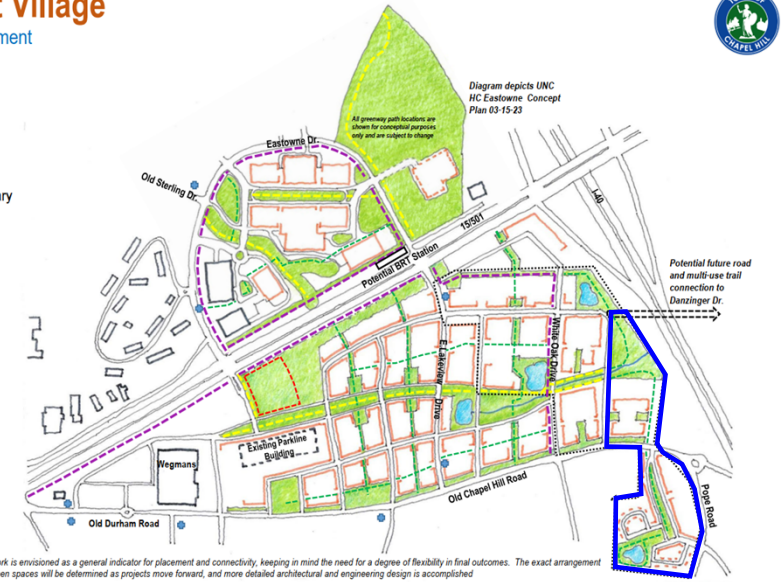 Village
ment
CHAPEL HILL
Diagram depicts UNC
HC Eastowne Concept
Plan 03-15-23
All greenway path locations are
shown for conceptual purposes
only and are subject to change
Eastowne Dr.
Old Sterling Dr.
ry
15/501
I-40
Potential BRT Station
Potential future road
and multi-use trail
connection to
Danzinger Dr.
E Lakeview Drive
White Oak Drive
Existing Parkline
Building
Wegmans
Old Chapel Hill Road
Pope Road
Old Durham Road
rk is envisioned as a general indicator for placement and connectivity, keeping in mind the need for a degree of flexibility in final outcomes. The exact arrangement
en spaces will be determined as projects move forward, and more detailed architectural and engineering design is accomplished